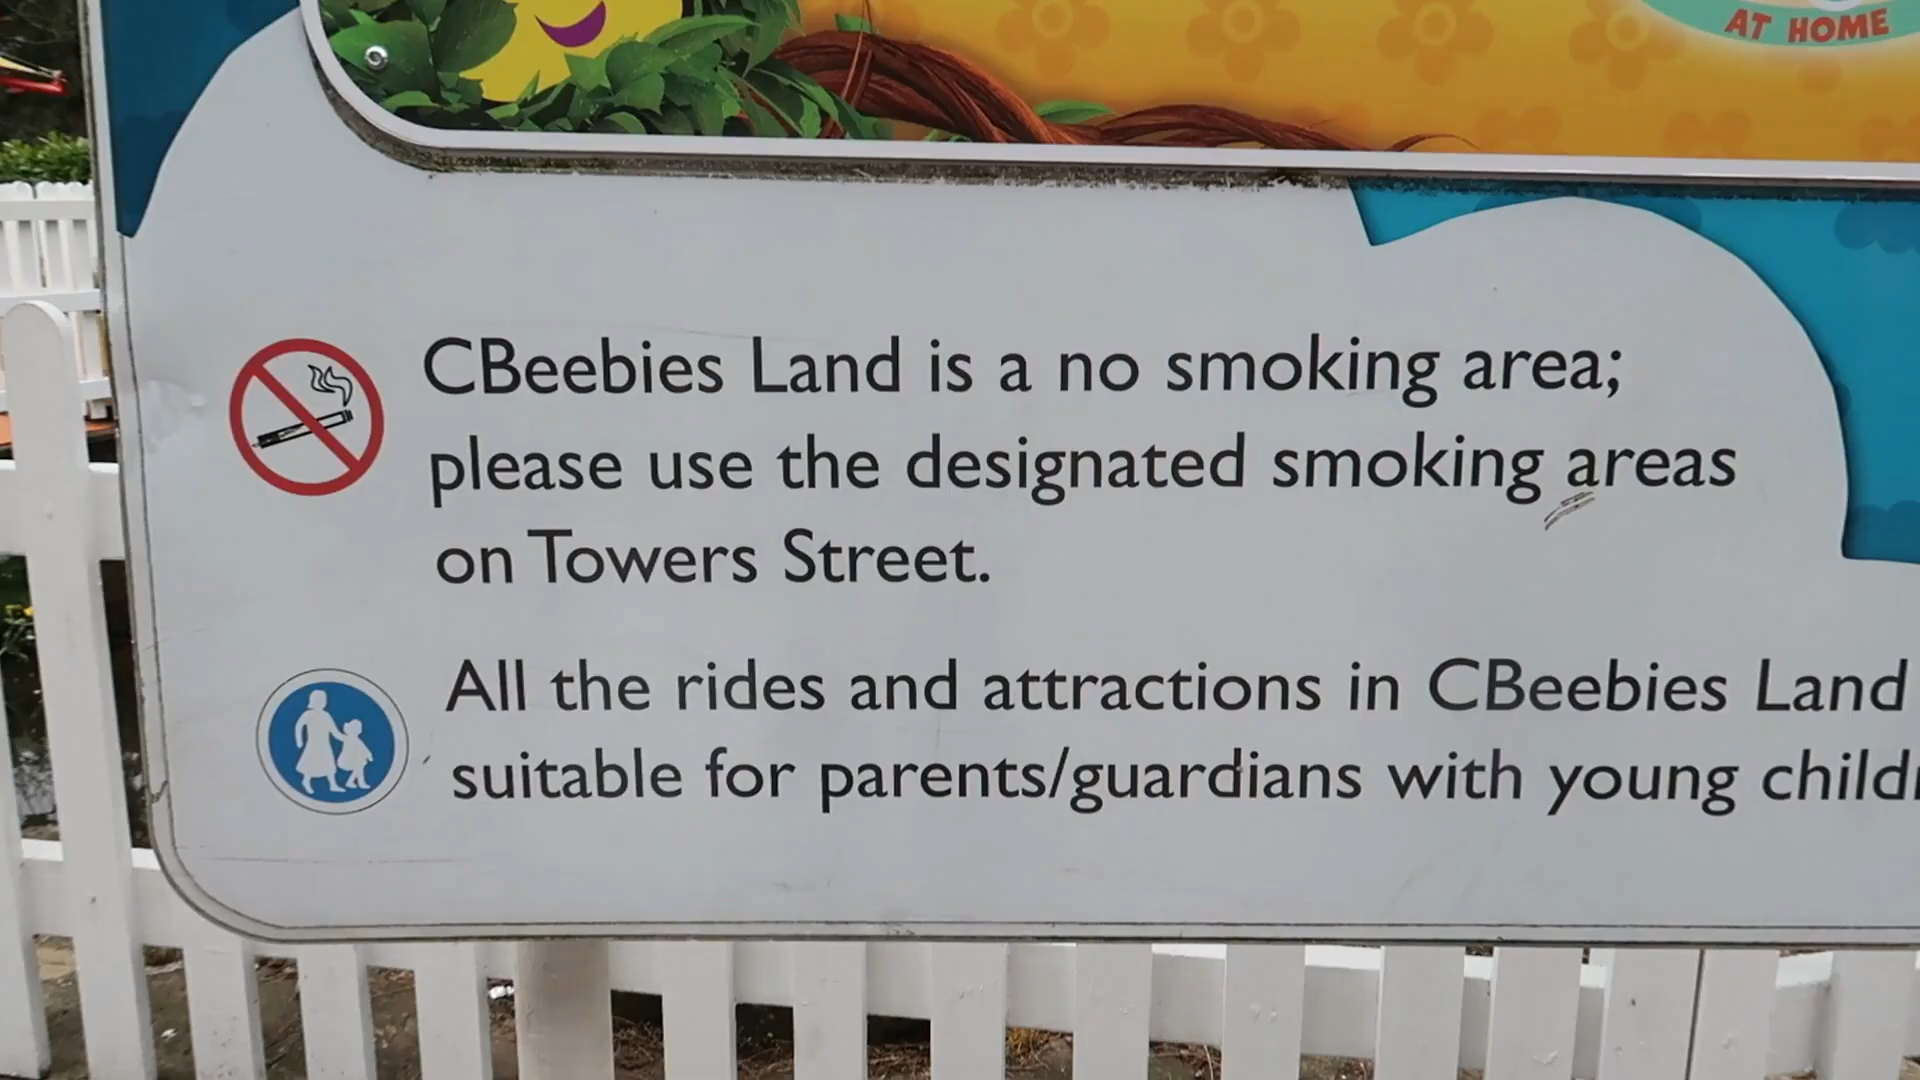 AT HOME
CBeebies Land is a no smoking area;
please use the designated smoking areas
on Towers Street.
All the rides and attractions in CBeebies Land
suitable for parents/guardians with young